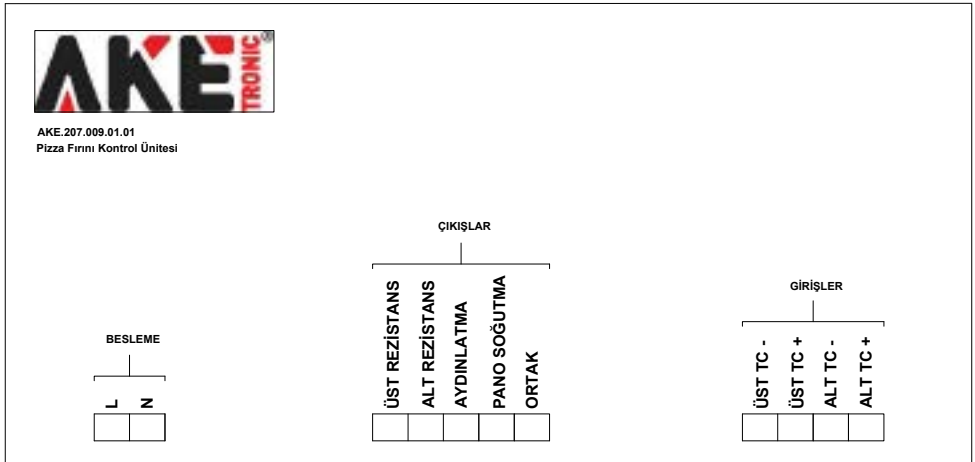 AKE
TRONIC®
AKE.207.009.01.01
Pizza Fırını Kontrol Ünitesi
BESLEME
L
N
ÇIKIŞLAR
ÜST REZİSTANS
ALT REZİSTANS
AYDINLATMA
PANO SOĞUTMA
ORTAK
GİRİŞLER
ÜST TC -
ÜST TC +
ALT TC -
ALT TC +